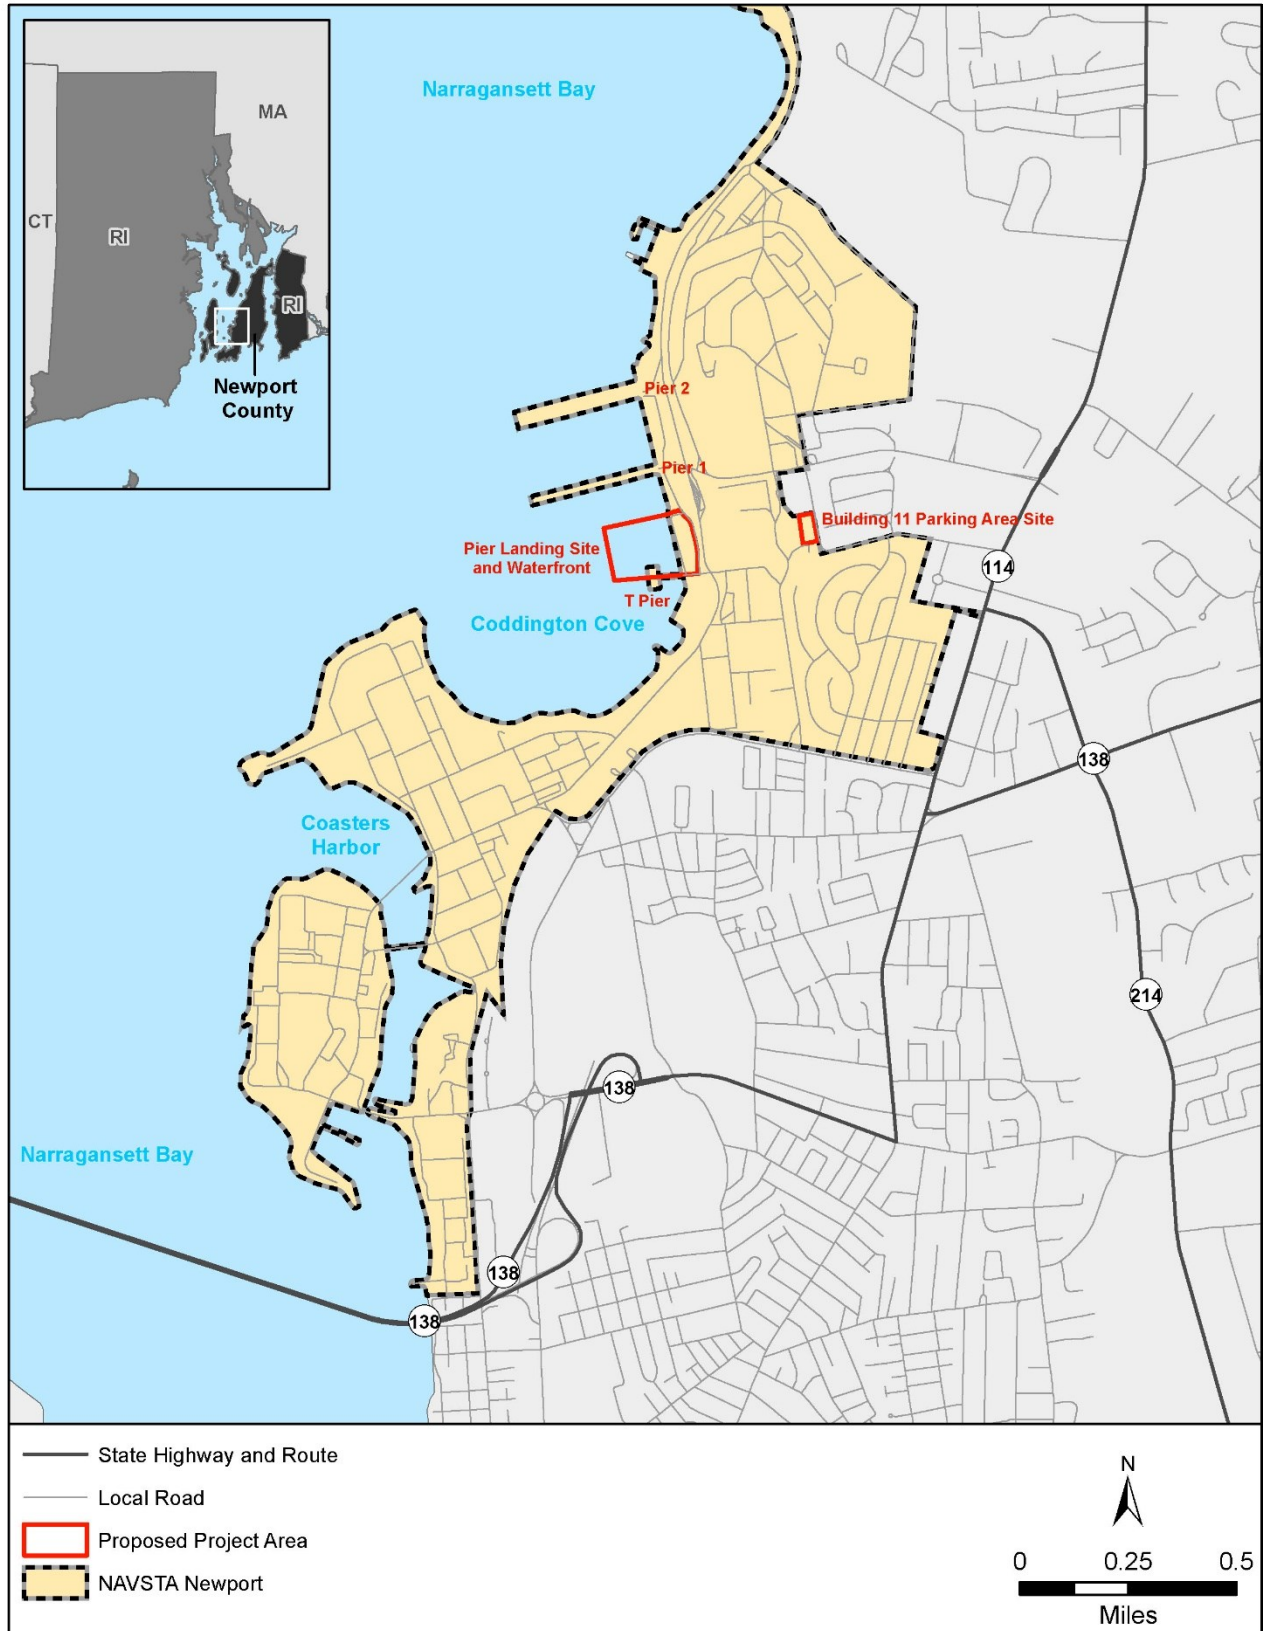 MA
CT
RI
RI
Newport
County
Narragansett Bay
Pier 2
Pier 1
Building 11 Parking Area Site
Pier Landing Site
and Waterfront
114
T Pier
Coddington Cove
138
Coasters
Harbor
214
138
Narragansett Bay
138
138
State Highway and Route
Local Road
Proposed Project Area
NAVSTA Newport
N
0 0.25 0.5
Miles